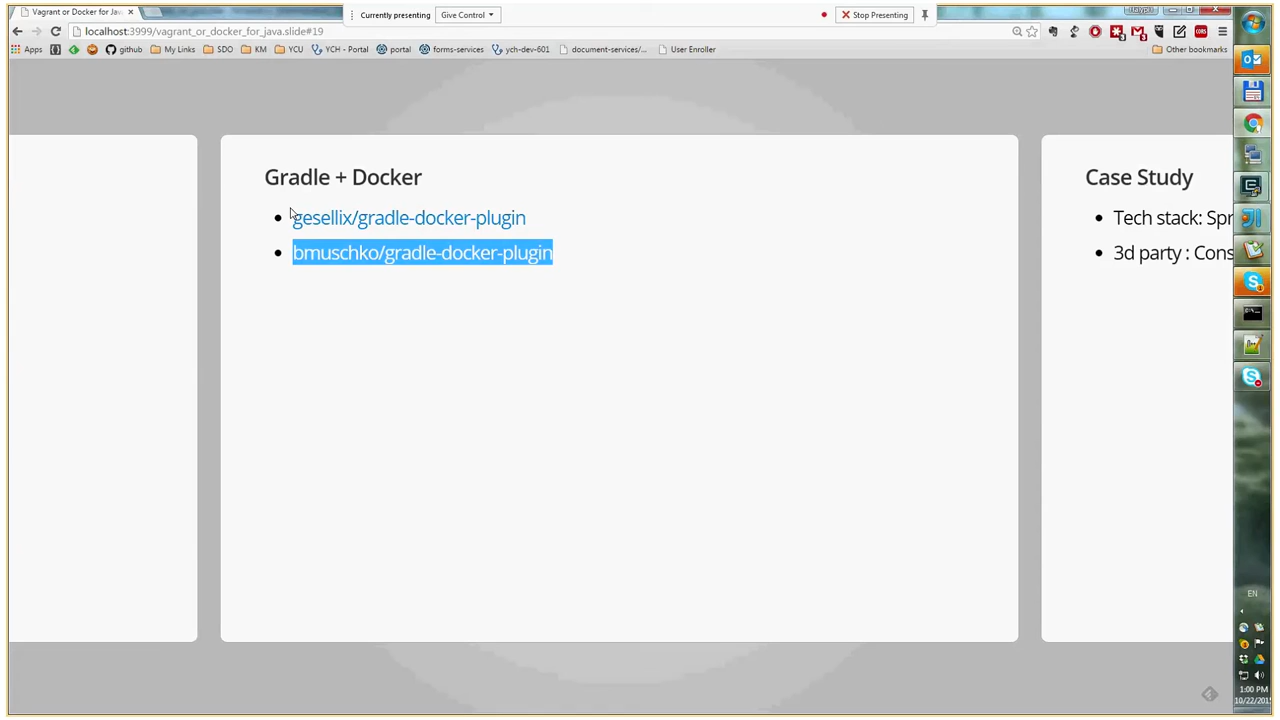 Vagrant or Docker for Jav
Currently presenting
Give Control
Stop Presenting
localhost:3999/vagrant_or_docker_for_java.slide#19
Apps
github
My Links
SDO
KM
YCU
YCH - Portal
portal
forms-services
ych-dev-601
document-services/...
User Enroller
Other bookmarks
Gradle + Docker
• gesellix/gradle-docker-plugin
• bmuschko/gradle-docker-plugin
Case Study
• Tech stack: Spr
• 3d party : Cons
EN
1:00 PM
10/22/201